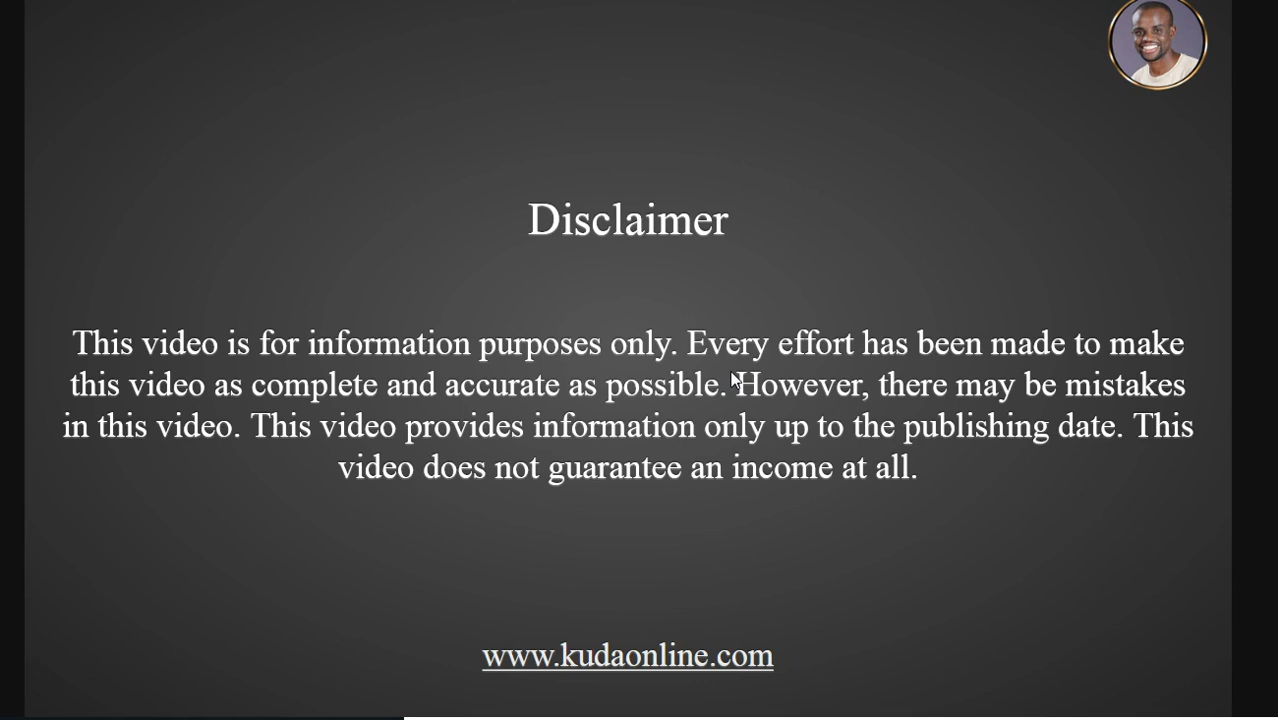 Disclaimer
This video is for information purposes only. Every effort has been made to make
this video as complete and accurate as possible. However, there may be mistakes
in this video. This video provides information only up to the publishing date. This
video does not guarantee an income at all.
www.kudaonline.com